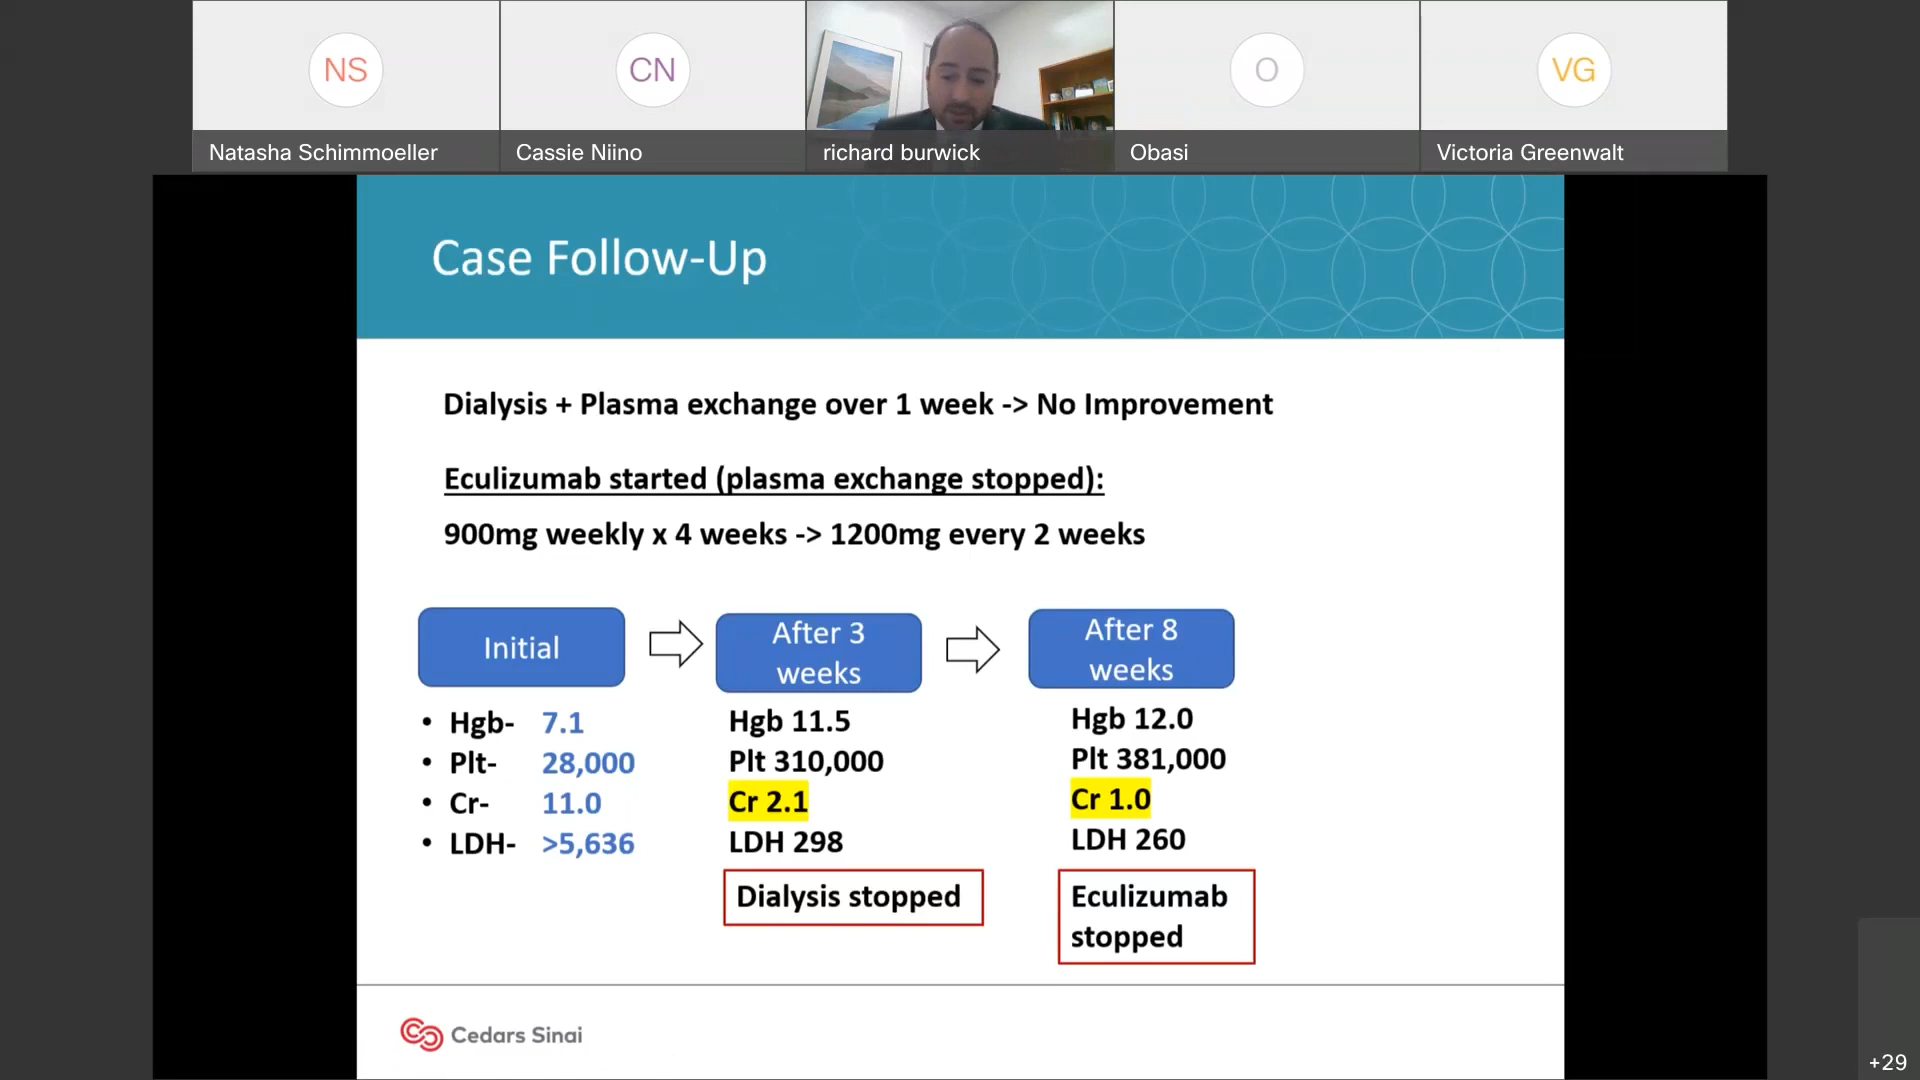 NS
CN
O
VG
Natasha Schimmoeller
Cassie Niino
richard burwick
Obasi
Victoria Greenwalt
Case Follow-Up
Dialysis + Plasma exchange over 1 week -> No Improvement
Eculizumab started (plasma exchange stopped):
900mg weekly x 4 weeks -> 1200mg every 2 weeks
Initial
• Hgb- 7.1
• Plt- 28,000
• Cr- 11.0
• LDH- >5,636
After 3
weeks
Hgb 11.5
Plt 310,000
Cr 2.1
LDH 298
Dialysis stopped
After 8
weeks
Hgb 12.0
Plt 381,000
Cr 1.0
LDH 260
Eculizumab
stopped
Cedars Sinai
+29